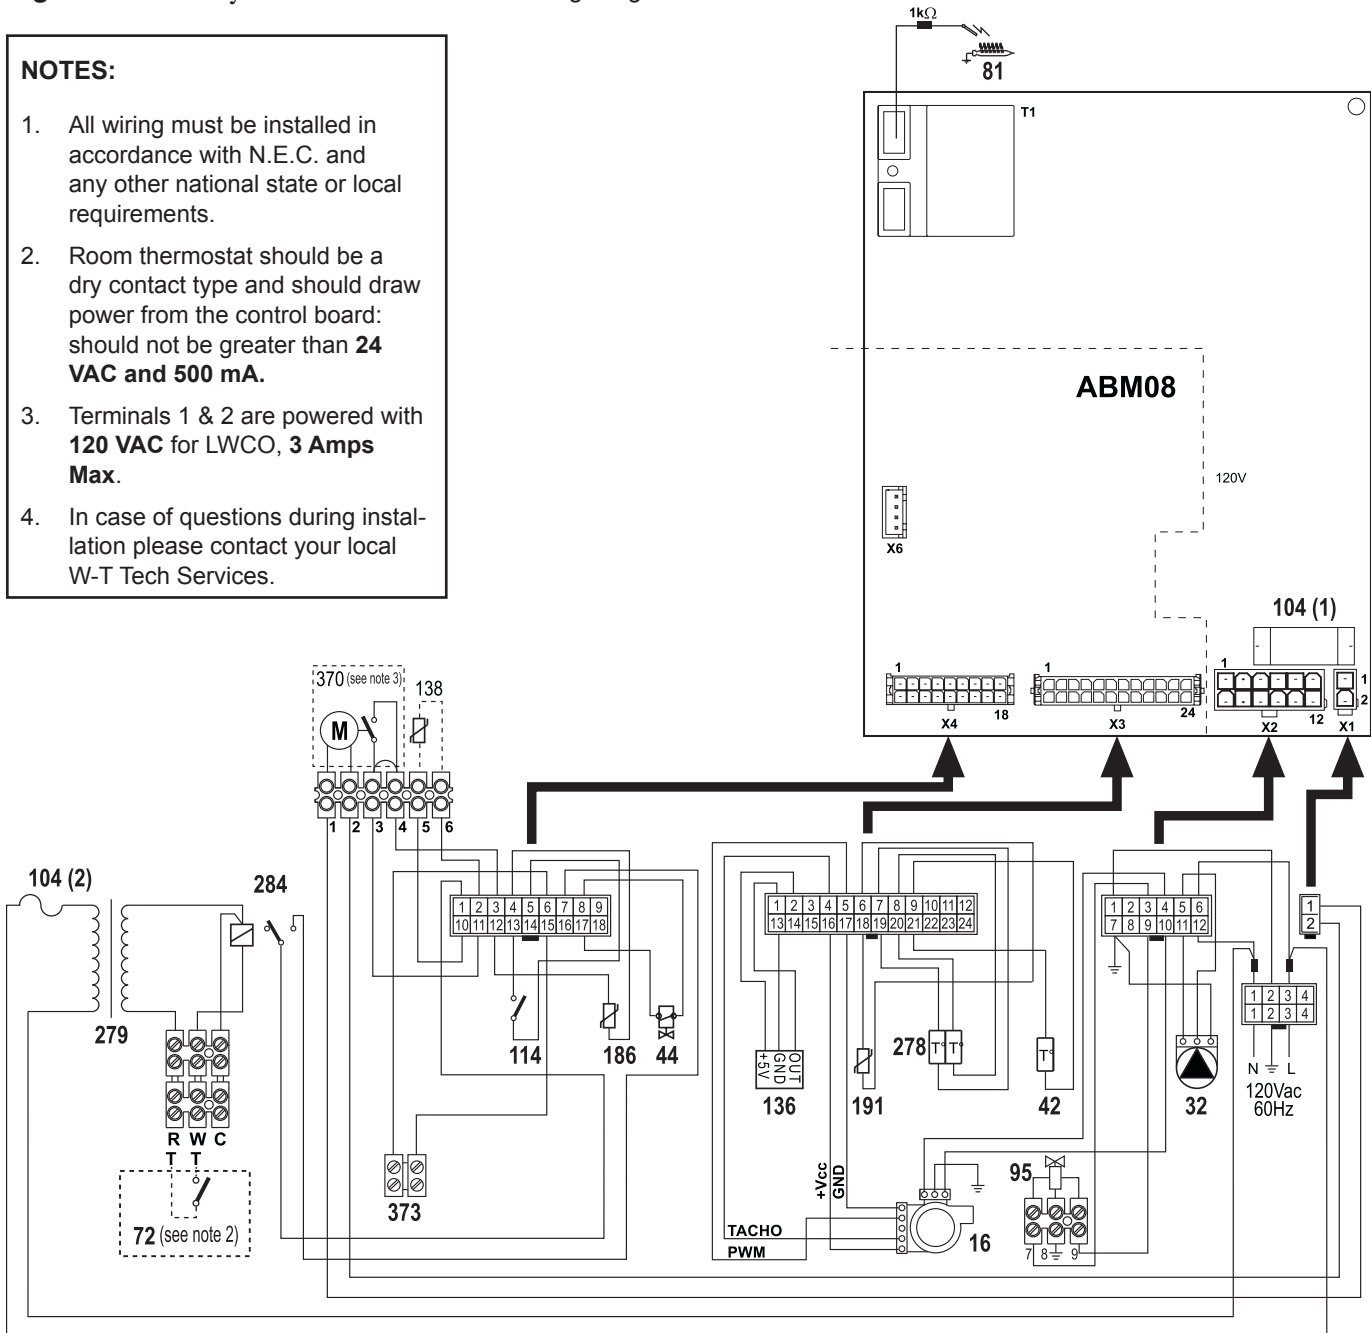 NOTES:
1. All wiring must be installed in
accordance with N.E.C. and
any other national state or local
requirements.
2. Room thermostat should be a
dry contact type and should draw
power from the control board:
should not be greater than 24
VAC and 500 mA.
3. Terminals 1 & 2 are powered with
120 VAC for LWCO, 3 Amps
Max.
4. In case of questions during instal-
lation please contact your local
W-T Tech Services.
1kΩ
81
T1
ABM08
120V
X6
104 (1)
1 18 X4
1 24 X3
1 12 X2
1 2 X1
370 (see note 3)
138
M
1 2 3 4 5 6
104 (2)
284
279
R W C
T T
72 (see note 2)
1 2 3 4 5 6 7 8 9
10 11 12 13 14 15 16 17 18
114
186
44
373
1 2 3 4 5 6 7 8 9 10 11 12
13 14 15 16 17 18 19 20 21 22 23 24
+5V
GND
OUT
136
191
278
T° T°
T°
42
+Vcc
GND
TACHO
PWM
16
1 2 3 4 5 6
7 8 9 10 11 12
32
95
7 8 9
1
2
1 2 3 4
1 2 3 4
N L
120Vac
60Hz